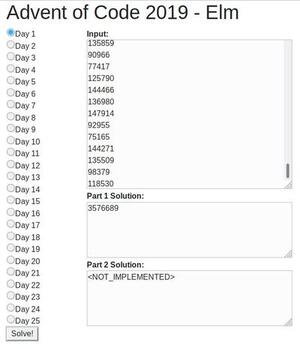 Advent of Code 2019 - Elm
Day 1
Day 2
Day 3
Day 4
Day 5
Day 6
Day 7
Day 8
Day 9
Day 10
Day 11
Day 12
Day 13
Day 14
Day 15
Day 16
Day 17
Day 18
Day 19
Day 20
Day 21
Day 22
Day 23
Day 24
Day 25
Solve!
Input:
135859
90966
77417
125790
144466
136980
147914
92955
75165
144271
135509
98379
118530
Part 1 Solution:
3576689
Part 2 Solution:
<NOT_IMPLEMENTED>